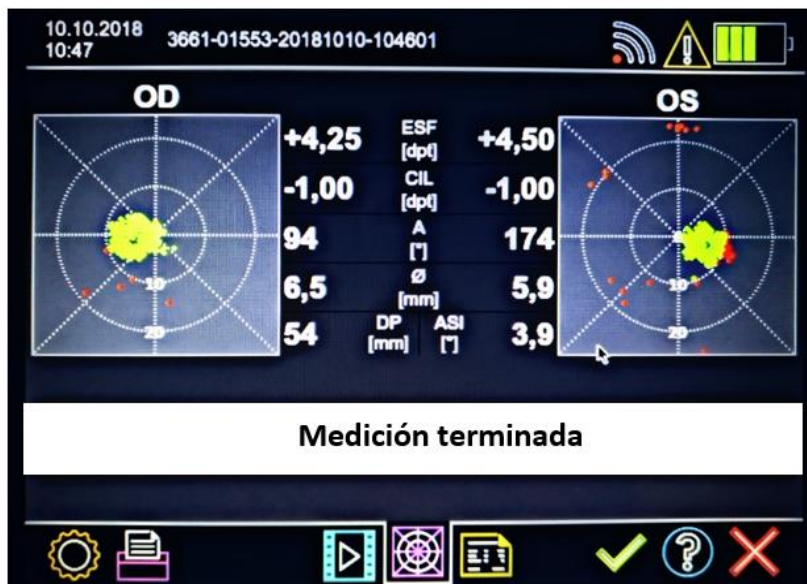 10.10.2018
10:47
3661-01553-20181010-104601
OD
OS
+4,25 ESF [dpt] +4,50
-1,00 CIL [dpt] -1,00
94 A [°] 174
6,5 Ø [mm] 5,9
54 DP [mm] ASI [°] 3,9
10
20
10
20
Medición terminada